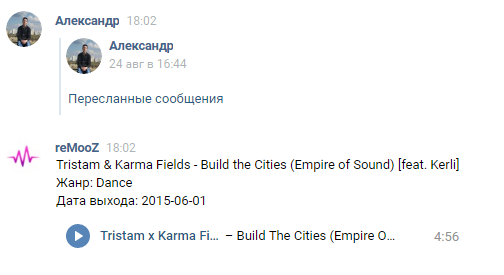 Александр 18:02
Александр
24 авг в 16:44
Пересланные сообщения
reMooZ 18:02
Tristam & Karma Fields - Build the Cities (Empire of Sound) [feat. Kerli]
Жанр: Dance
Дата выхода: 2015-06-01
Tristam x Karma Fi... – Build The Cities (Empire O... 4:56